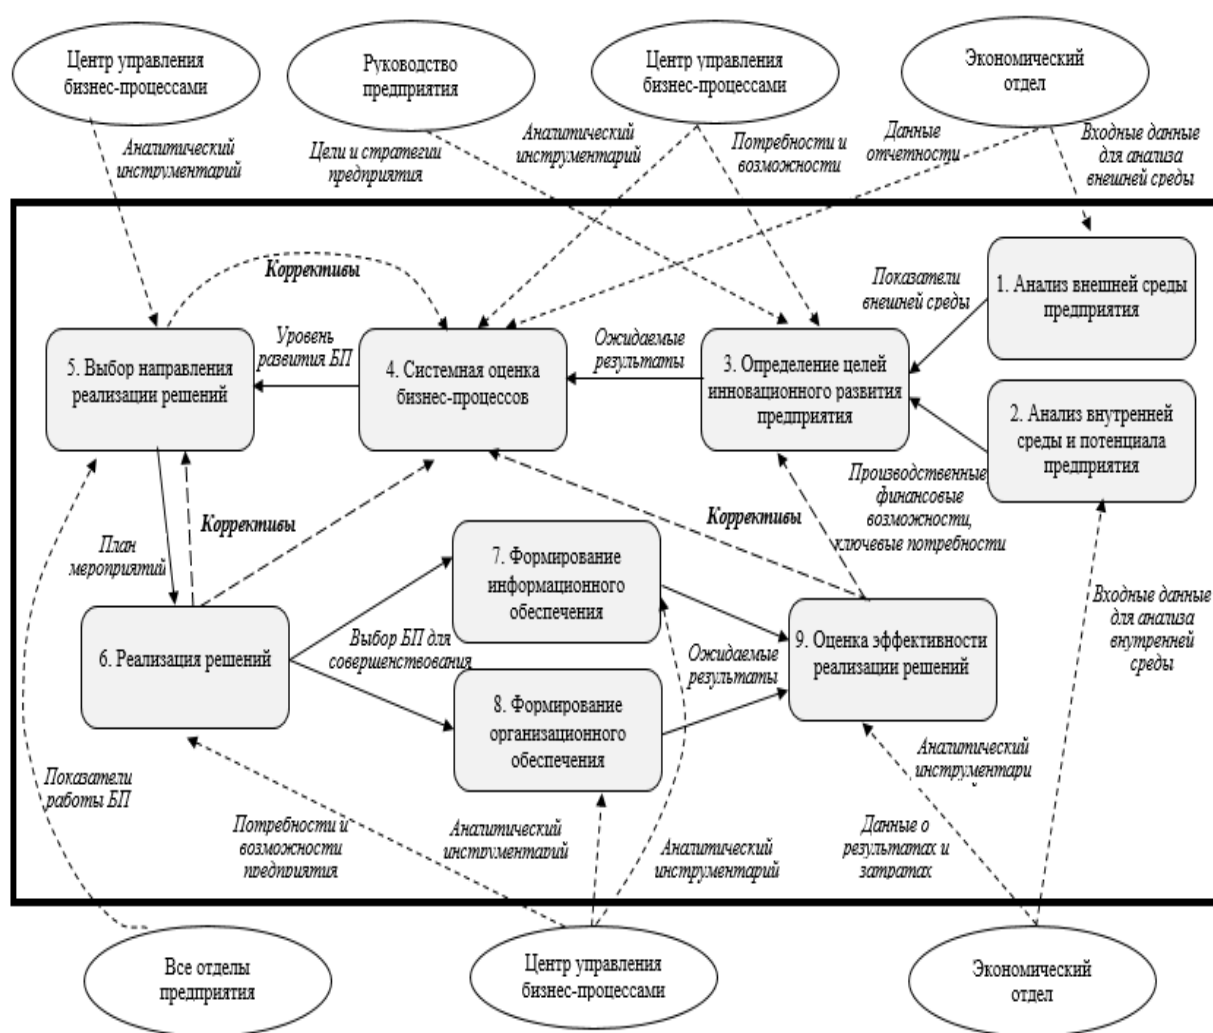 Центр управления
бизнес-процессами
Руководство
предприятия
Центр управления
бизнес-процессами
Экономический
отдел
Аналитический
инструментарий
Цели и стратегии
предприятия
Аналитический
инструментарий
Потребности и
возможности
Данные
отчетности
Входные данные
для анализа
внешней среды
Коррективы
Показатели
внешней среды
1. Анализ внешней среды
предприятия
5. Выбор направления
реализации решений
Уровень
развития БП
4. Системная оценка
бизнес-процессов
Ожидаемые
результаты
3. Определение целей
инновационного развития
предприятия
2. Анализ внутренней
среды и потенциала
предприятия
План
мероприятий
Коррективы
Коррективы
Производственные,
финансовые
возможности,
ключевые потребности
7. Формирование
информационного
обеспечения
6. Реализация решений
Выбор БП для
совершенствования
8. Формирование
организационного
обеспечения
Ожидаемые
результаты
9. Оценка эффективности
реализации решений
Входные данные
для анализа
внутренней
среды
Показатели
работы БП
Потребности и
возможности
предприятия
Аналитический
инструментарий
Аналитический
инструментарий
Данные о
результатах и
затратах
Аналитический
инструментари
Все отделы
предприятия
Центр управления
бизнес-процессами
Экономический
отдел